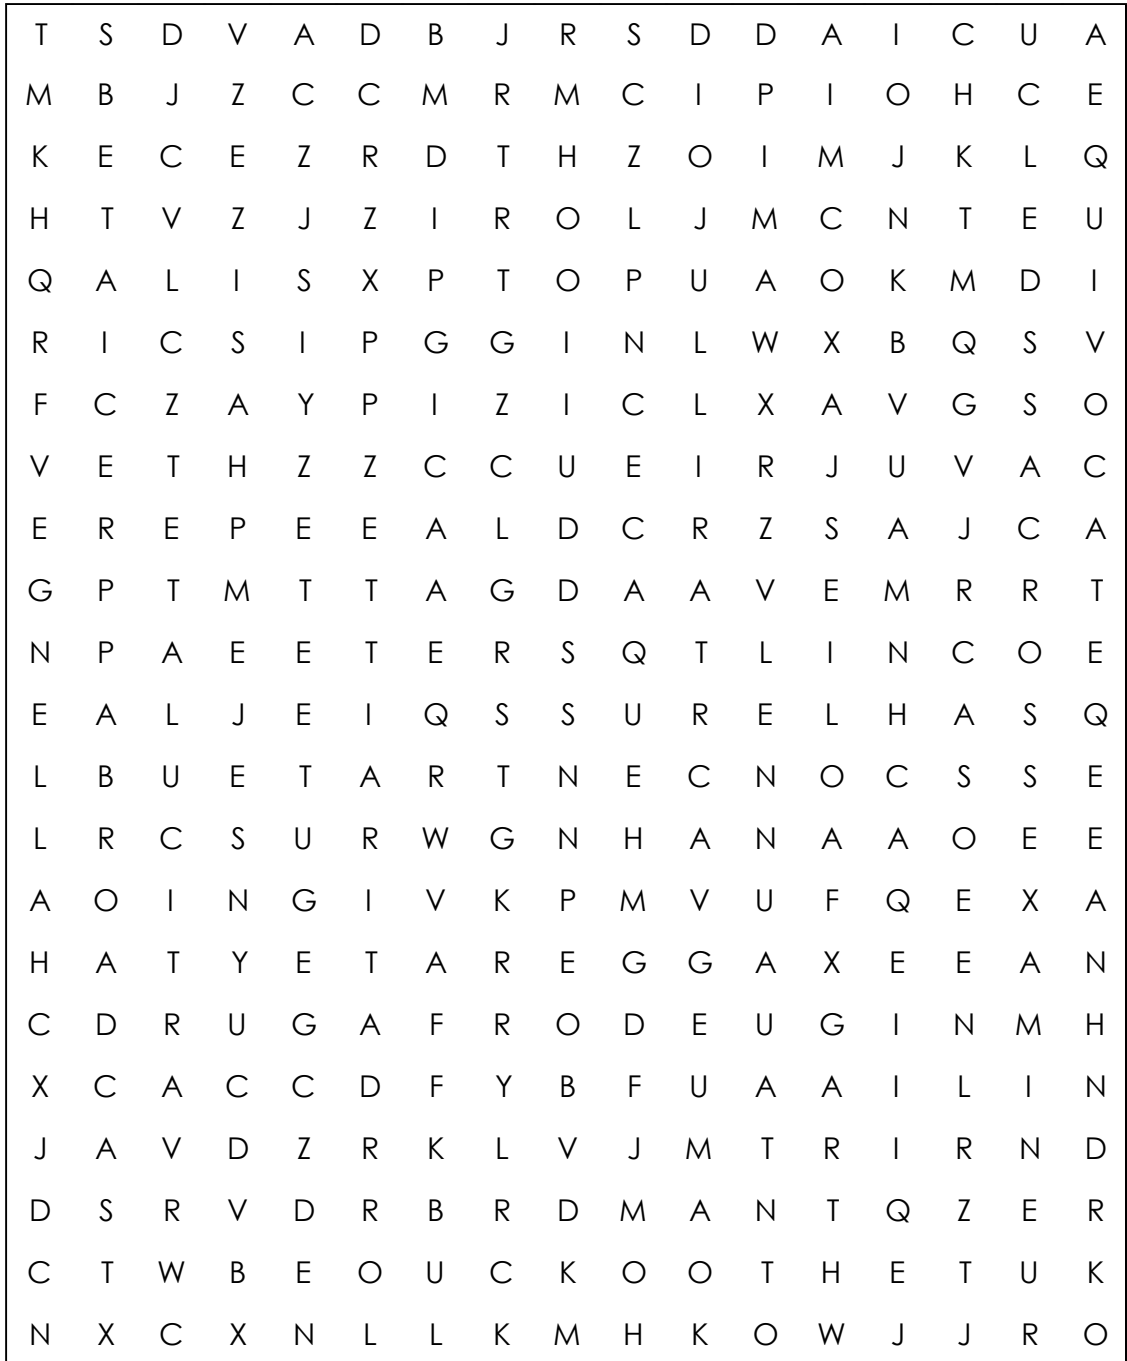 T S D V A D B J R S D D A I C U A
M B J Z C C M R M C I P I O H C E
K E C E Z R D T H Z O I M J K L Q
H T V Z J Z I R O L J M C N T E U
Q A L I S X P T O P U A O K M D I
R I C S I P G G I N L W X B Q S V
F C Z A Y P I Z I C L X A V G S O
V E T H Z Z C C U E I R J U V A C
E R E P E E A L D C R Z S A J C A
G P T M T T A G D A A V E M R R T
N P A E E T E R S Q T L I N C O E
E A L J E I Q S S U R E L H A S Q
L B U E T A R T N E C N O C S S E
L R C S U R W G N H A N A A O E E
A O I N G I V K P M V U F Q E X A
H A T Y E T A R E G G A X E E A N
C D R U G A F R O D E U G I N M H
X C A C C D F Y B F U A A I L I N
J A V D Z R K L V J M T R I R N D
D S R V D R B R D M A N T Q Z E R
C T W B E O U C K O O T H E T U K
N X C X N L L K M H K O W J J R O